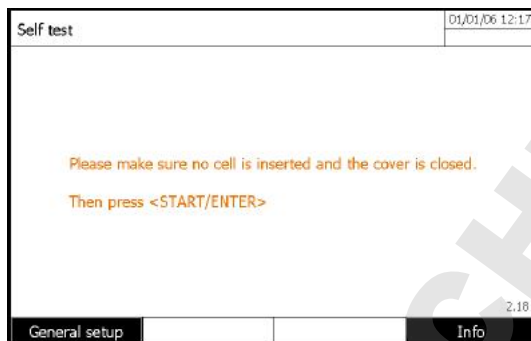 Self test
01/01/06 12:17
Please make sure no cell is inserted and the cover is closed.
Then press <START/ENTER>
2.18
General setup
Info